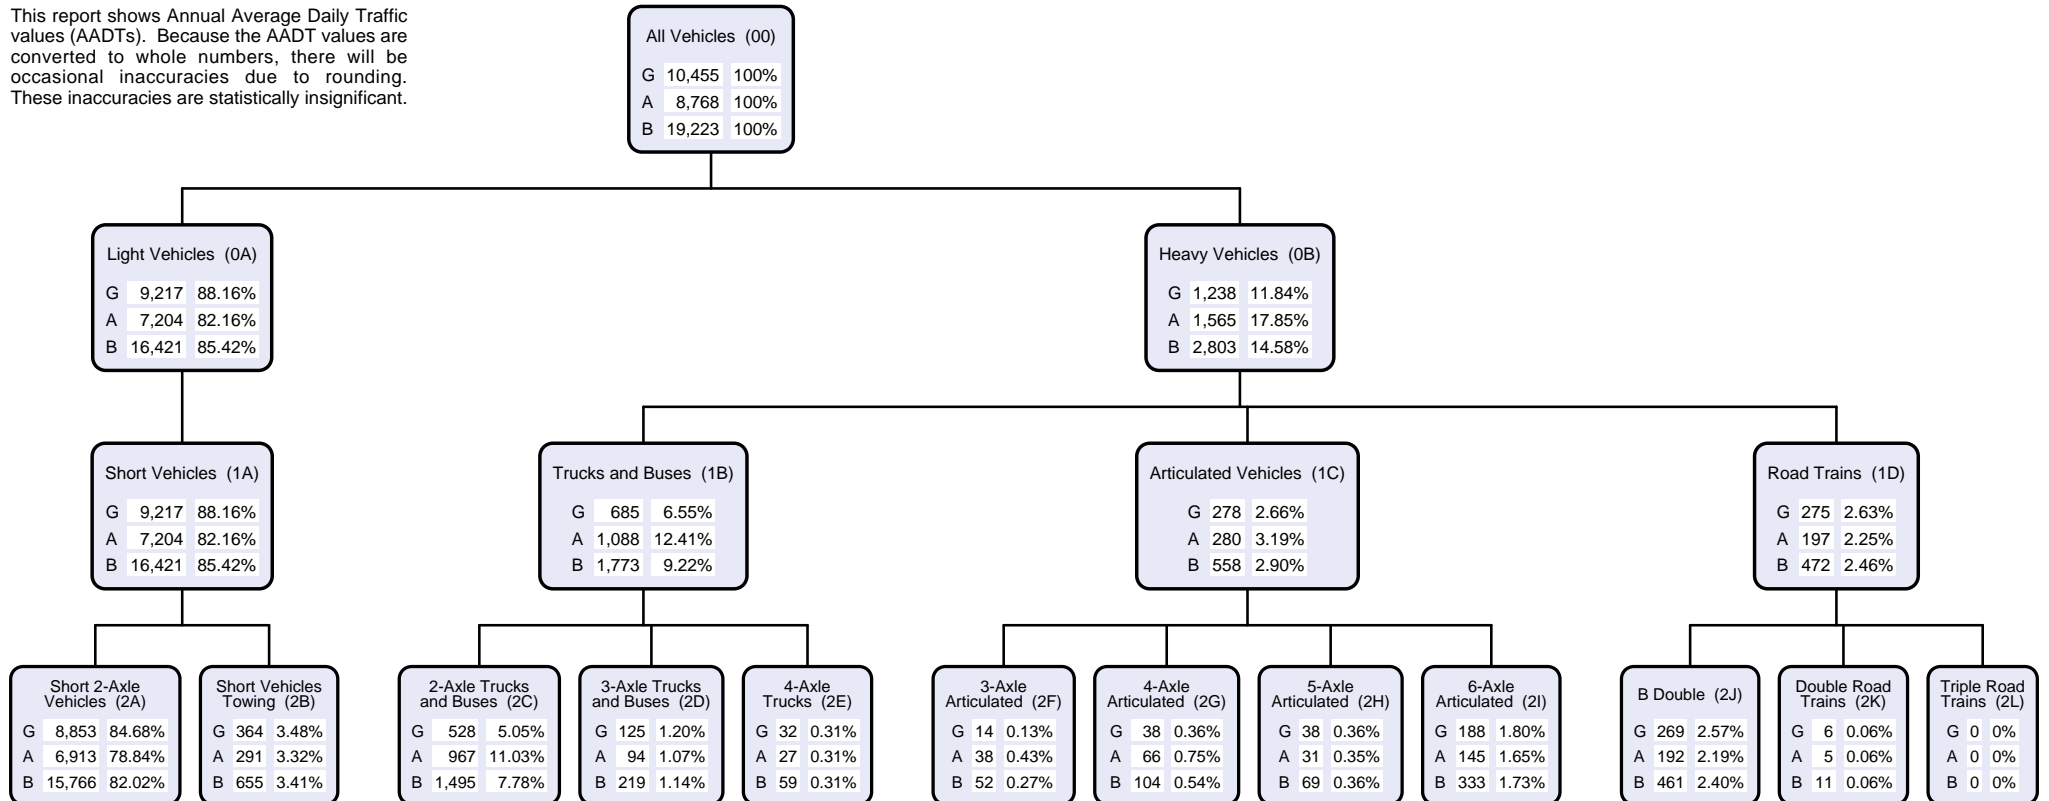 This report shows Annual Average Daily Traffic
values (AADTs). Because the AADT values are
converted to whole numbers, there will be
occasional inaccuracies due to rounding.
These inaccuracies are statistically insignificant.
All Vehicles (00)
G 10,455 100%
A 8,768 100%
B 19,223 100%
Light Vehicles (0A)
G 9,217 88.16%
A 7,204 82.16%
B 16,421 85.42%
Heavy Vehicles (0B)
G 1,238 11.84%
A 1,565 17.85%
B 2,803 14.58%
Short Vehicles (1A)
G 9,217 88.16%
A 7,204 82.16%
B 16,421 85.42%
Trucks and Buses (1B)
G 685 6.55%
A 1,088 12.41%
B 1,773 9.22%
Articulated Vehicles (1C)
G 278 2.66%
A 280 3.19%
B 558 2.90%
Road Trains (1D)
G 275 2.63%
A 197 2.25%
B 472 2.46%
Short 2-Axle
Vehicles (2A)
G 8,853 84.68%
A 6,913 78.84%
B 15,766 82.02%
Short Vehicles
Towing (2B)
G 364 3.48%
A 291 3.32%
B 655 3.41%
2-Axle Trucks
and Buses (2C)
G 528 5.05%
A 967 11.03%
B 1,495 7.78%
3-Axle Trucks
and Buses (2D)
G 125 1.20%
A 94 1.07%
B 219 1.14%
4-Axle
Trucks (2E)
G 32 0.31%
A 27 0.31%
B 59 0.31%
3-Axle
Articulated (2F)
G 14 0.13%
A 38 0.43%
B 52 0.27%
4-Axle
Articulated (2G)
G 38 0.36%
A 66 0.75%
B 104 0.54%
5-Axle
Articulated (2H)
G 38 0.36%
A 31 0.35%
B 69 0.36%
6-Axle
Articulated (2I)
G 188 1.80%
A 145 1.65%
B 333 1.73%
B Double (2J)
G 269 2.57%
A 192 2.19%
B 461 2.40%
Double Road
Trains (2K)
G 6 0.06%
A 5 0.06%
B 11 0.06%
Triple Road
Trains (2L)
G 0 0%
A 0 0%
B 0 0%